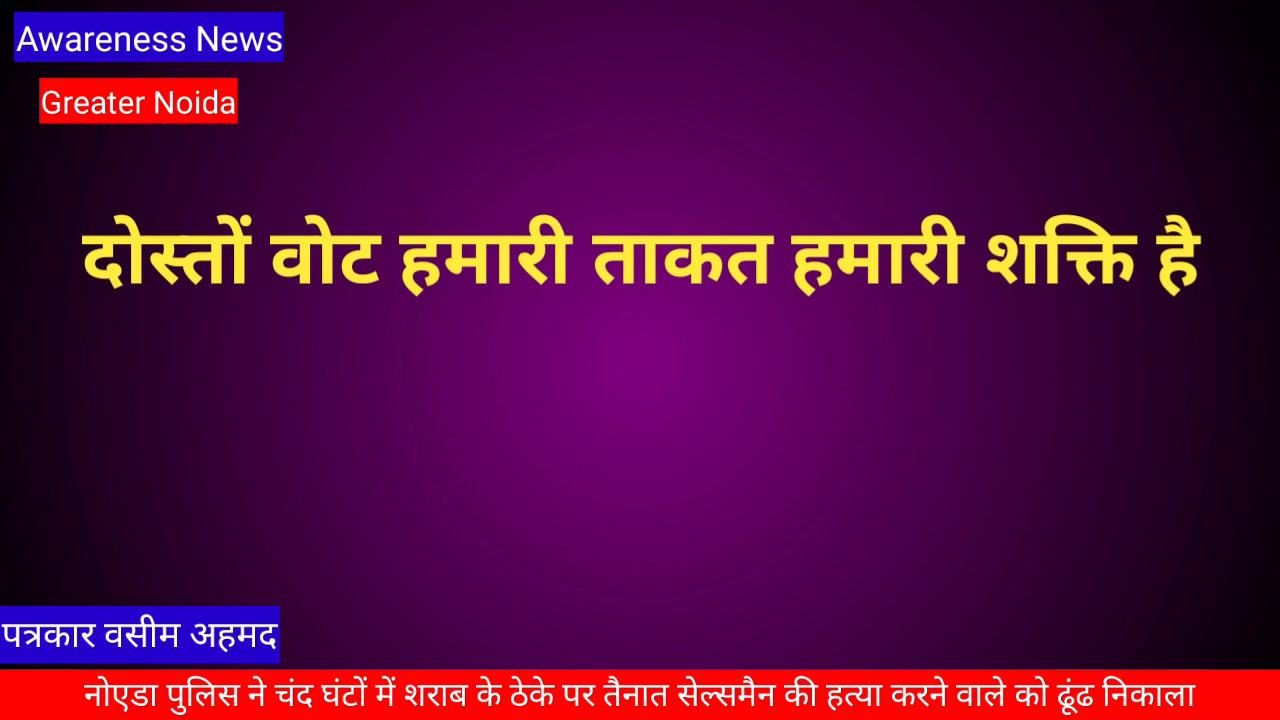 Awareness News
Greater Noida
दोस्तों वोट हमारी ताकत हमारी शक्ति है
पत्रकार वसीम अहमद
नोएडा पुलिस ने चंद घंटों में शराब के ठेके पर तैनात सेल्समैन की हत्या करने वाले को ढूंढ निकाला